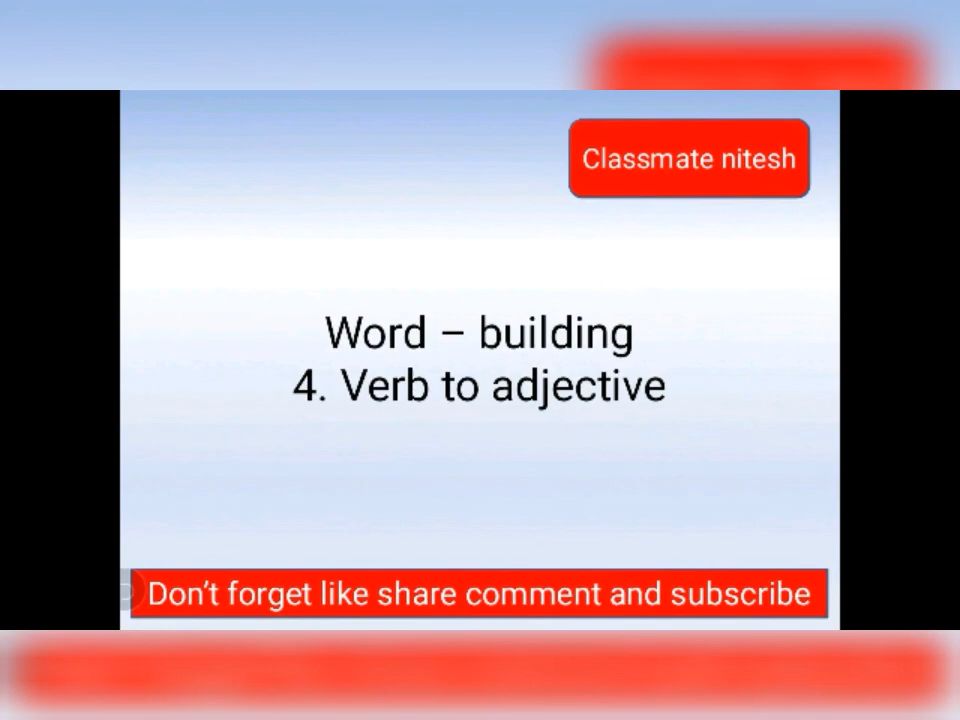 Classmate nitesh
Word – building
4. Verb to adjective
Don't forget like share comment and subscribe